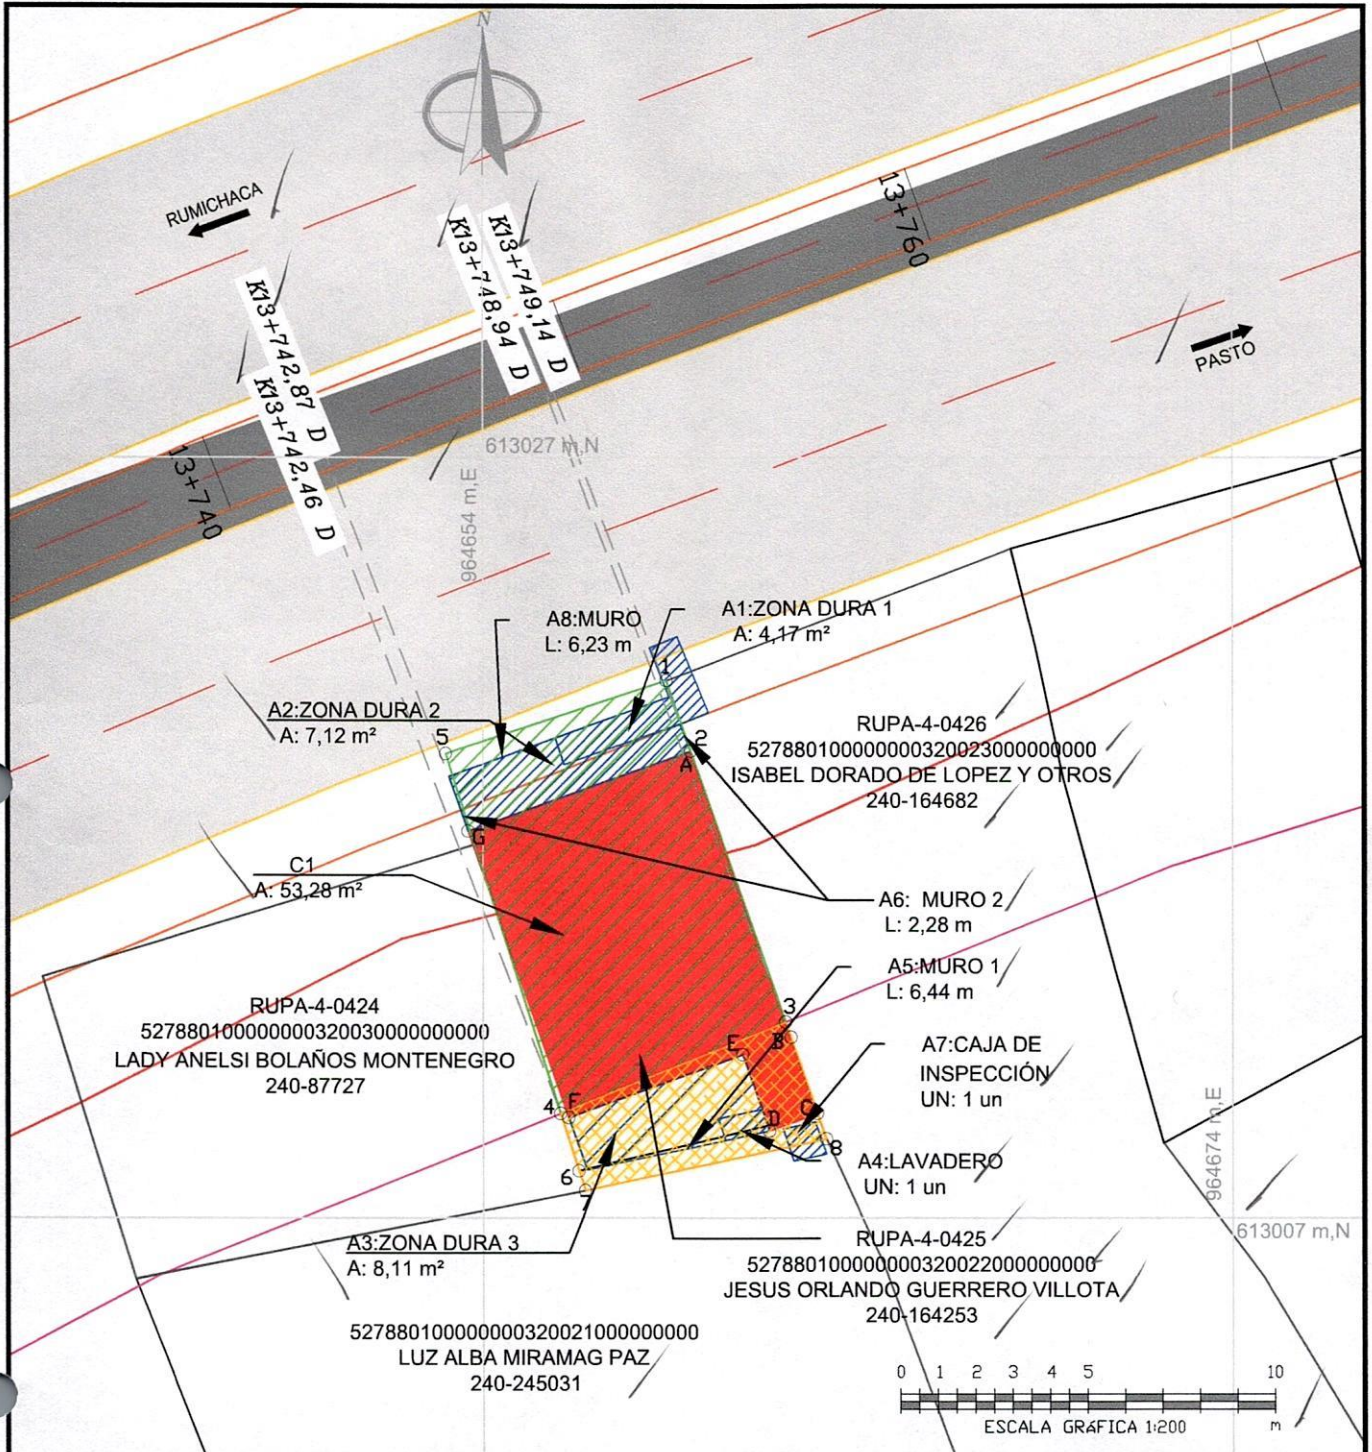 N
RUMICHACA
K13+742,87 D
K13+742,46 D
K13+748,94 D
K13+749,14 D
13+760
13+740
PASTO
613027 m,N
964654 m,E
A8:MURO
L: 6,23 m
A1:ZONA DURA 1
A: 4,17 m²
A2:ZONA DURA 2
A: 7,12 m²
1
5
2
A
G
RUPA-4-0426
527880100000000320023000000000
ISABEL DORADO DE LOPEZ Y OTROS
240-164682
C1
A: 53,28 m²
A6: MURO 2
L: 2,28 m
A5:MURO 1
L: 6,44 m
RUPA-4-0424
527880100000000320030000000000
LADY ANELSI BOLAÑOS MONTENEGRO
240-87727
3
B
E
A7:CAJA DE
INSPECCIÓN
UN: 1 un
4
F
C
D
8
6
7
A4:LAVADERO
UN: 1 un
964674 m,E
613007 m,N
A3:ZONA DURA 3
A: 8,11 m²
RUPA-4-0425
527880100000000320022000000000
JESUS ORLANDO GUERRERO VILLOTA
240-164253
527880100000000320021000000000
LUZ ALBA MIRAMAG PAZ
240-245031
0 1 2 3 4 5 10
ESCALA GRÁFICA 1:200 m